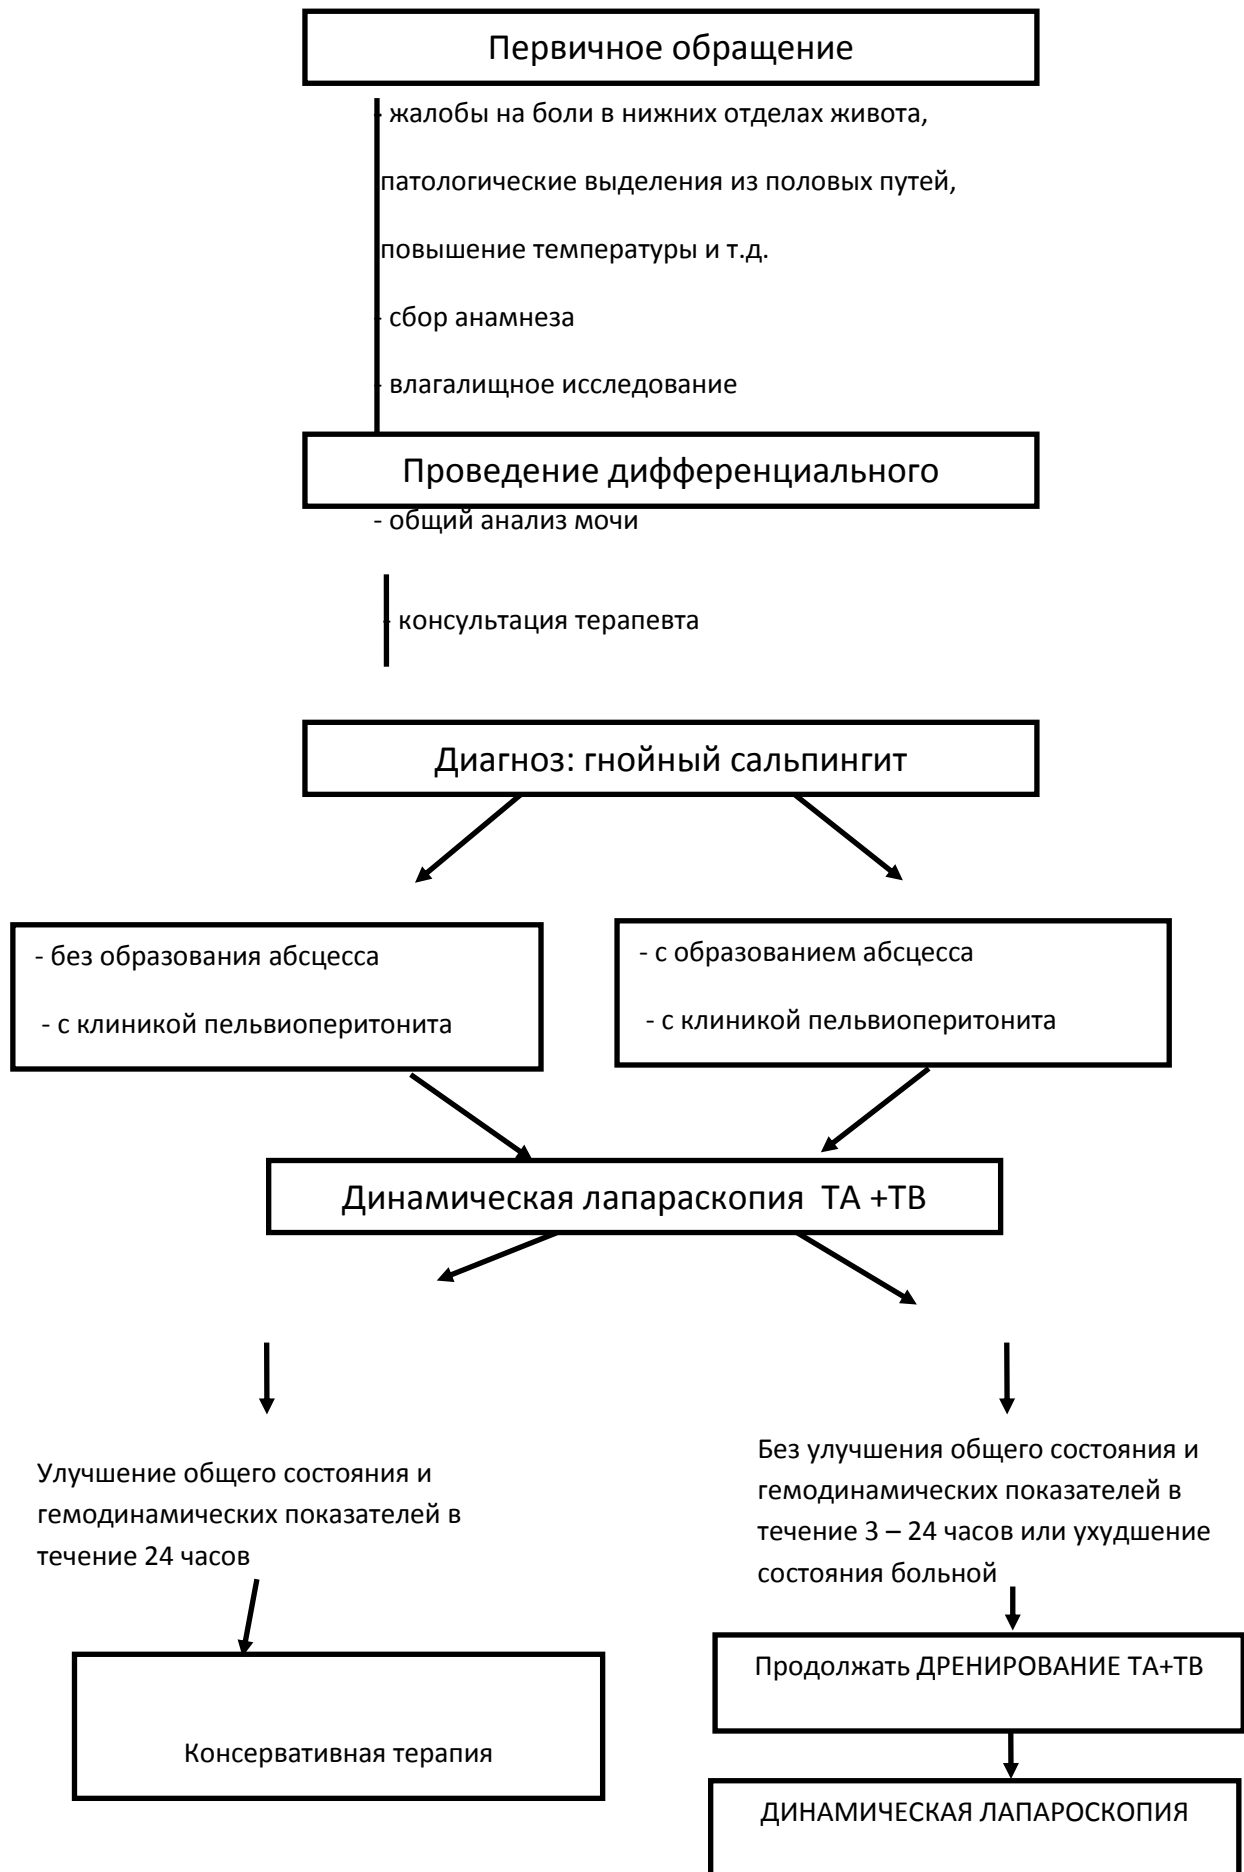 Первичное обращение
- жалобы на боли в нижних отделах живота,
патологические выделения из половых путей,
повышение температуры и т.д.
- сбор анамнеза
- влагалищное исследование
Проведение дифференциального
- общий анализ мочи
- консультация терапевта
Диагноз: гнойный сальпингит
- без образования абсцесса
- с клиникой пельвиоперитонита
- с образованием абсцесса
- с клиникой пельвиоперитонита
Динамическая лапараскопия ТА +ТВ
Улучшение общего состояния и
гемодинамических показателей в
течение 24 часов
Без улучшения общего состояния и
гемодинамических показателей в
течение 3 – 24 часов или ухудшение
состояния больной
Консервативная терапия
Продолжать ДРЕНИРОВАНИЕ ТА+ТВ
ДИНАМИЧЕСКАЯ ЛАПАРОСКОПИЯ